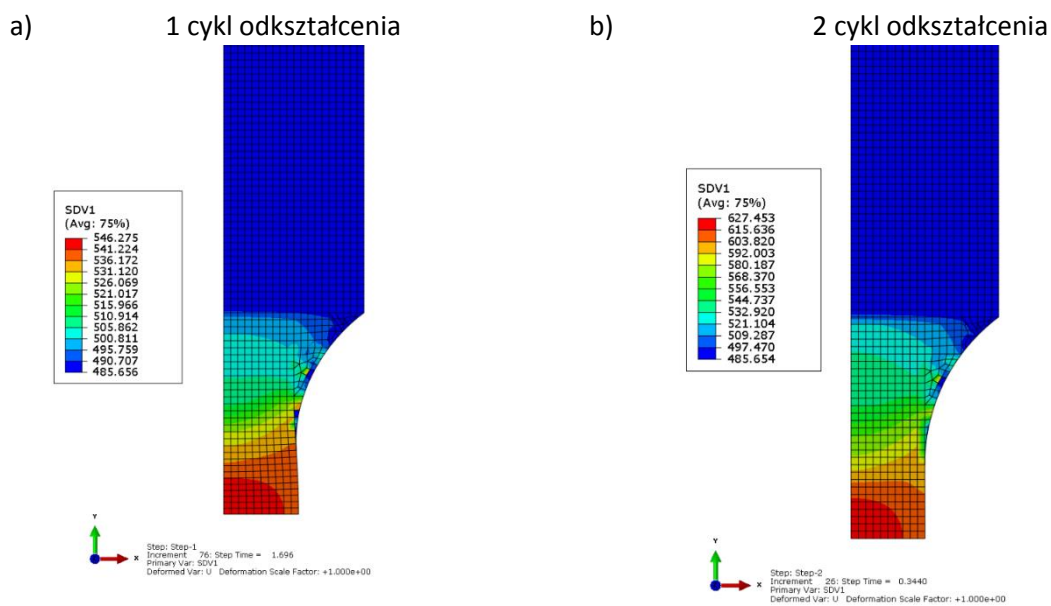 a) 1 cykl odkształcenia
SDV1
(Avg: 75%)
546.275
541.224
536.172
531.120
526.069
521.017
515.966
510.914
505.862
500.811
495.759
490.707
485.656
Y
X
Step: Step-1
Increment 76: Step Time = 1.696
Primary Var: SDV1
Deformed Var: U Deformation Scale Factor: +1.000e+00
b) 2 cykl odkształcenia
SDV1
(Avg: 75%)
627.453
615.636
603.820
592.003
580.187
568.370
556.553
544.737
532.920
521.104
509.287
497.470
485.654
Y
X
Step: Step-2
Increment 26: Step Time = 0.3440
Primary Var: SDV1
Deformed Var: U Deformation Scale Factor: +1.000e+00